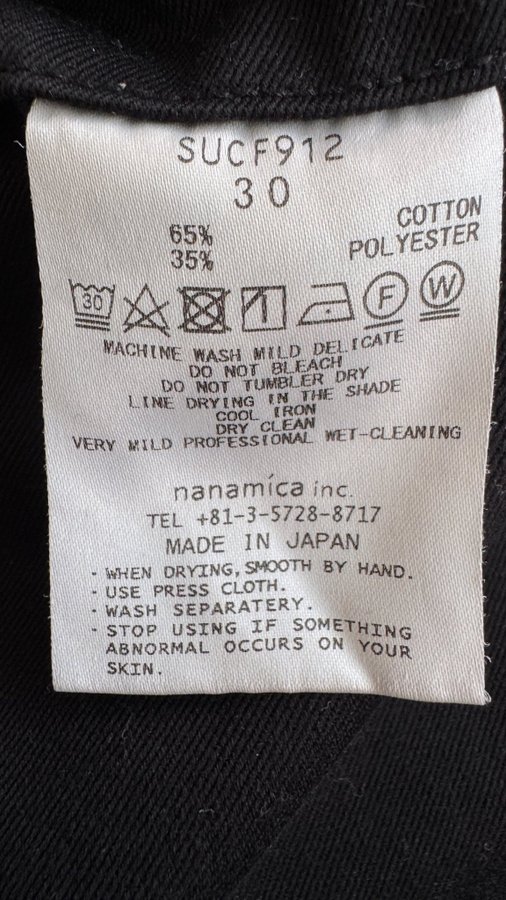 SUCF912
30
65% COTTON
35% POLYESTER
30 F W
MACHINE WASH MILD DELICATE
DO NOT BLEACH
DO NOT TUMBLER DRY
LINE DRYING IN THE SHADE
COOL IRON
DRY CLEAN
VERY MILD PROFESSIONAL WET-CLEANING
nanamica inc.
TEL +81-3-5728-8717
MADE IN JAPAN
· WHEN DRYING, SMOOTH BY HAND.
· USE PRESS CLOTH.
· WASH SEPARATERY.
· STOP USING IF SOMETHING
ABNORMAL OCCURS ON YOUR
SKIN.